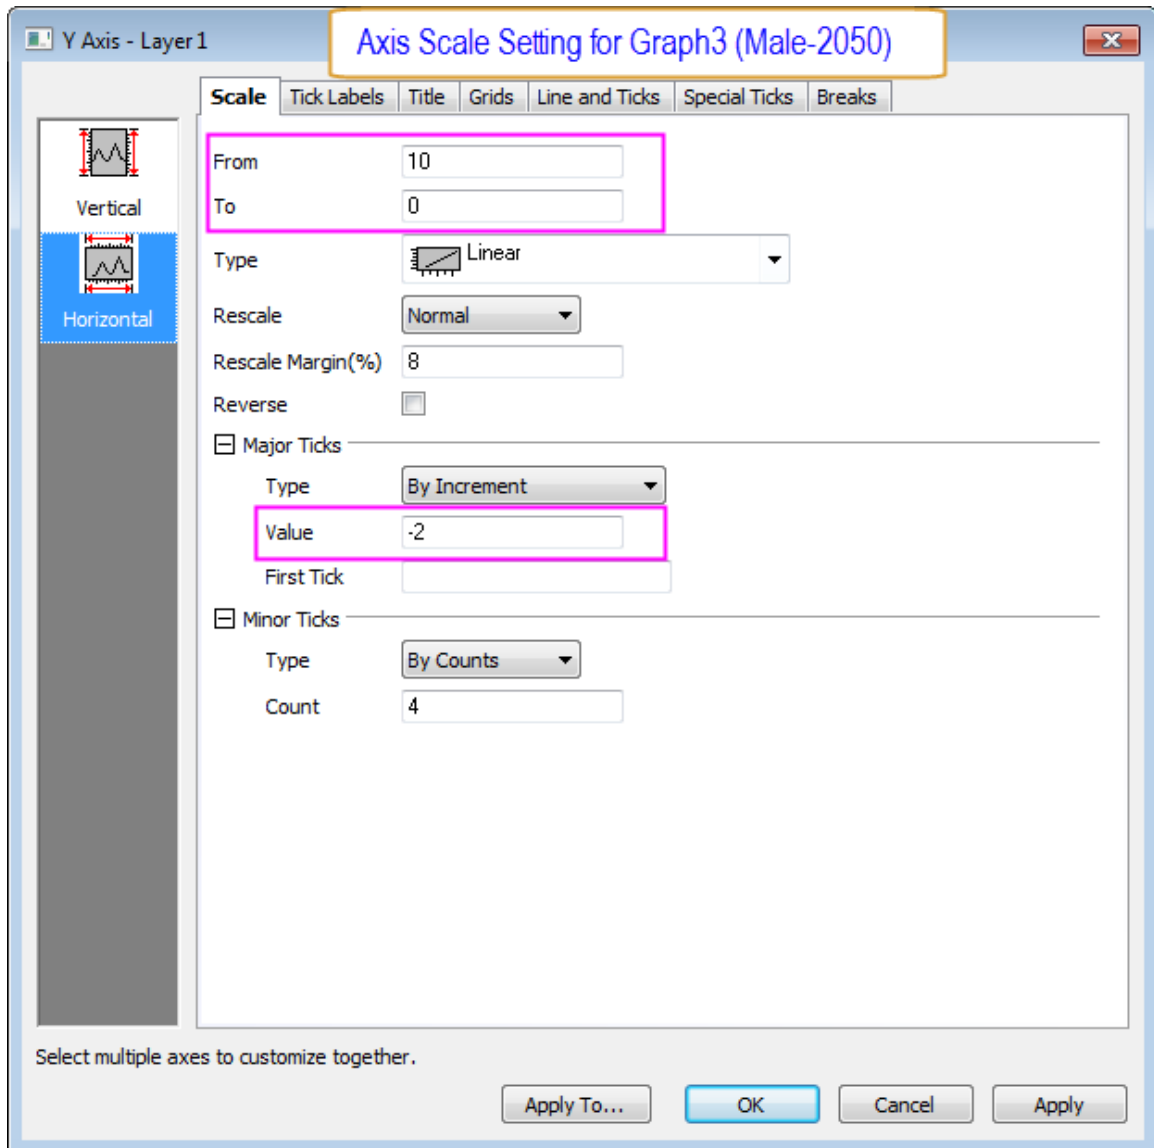 Y Axis - Layer 1
Axis Scale Setting for Graph3 (Male-2050)
Scale Tick Labels Title Grids Line and Ticks Special Ticks Breaks
Vertical
Horizontal
From 10
To 0
Type Linear
Rescale Normal
Rescale Margin(%) 8
Reverse
Major Ticks
Type By Increment
Value -2
First Tick
Minor Ticks
Type By Counts
Count 4
Select multiple axes to customize together.
Apply To... OK Cancel Apply